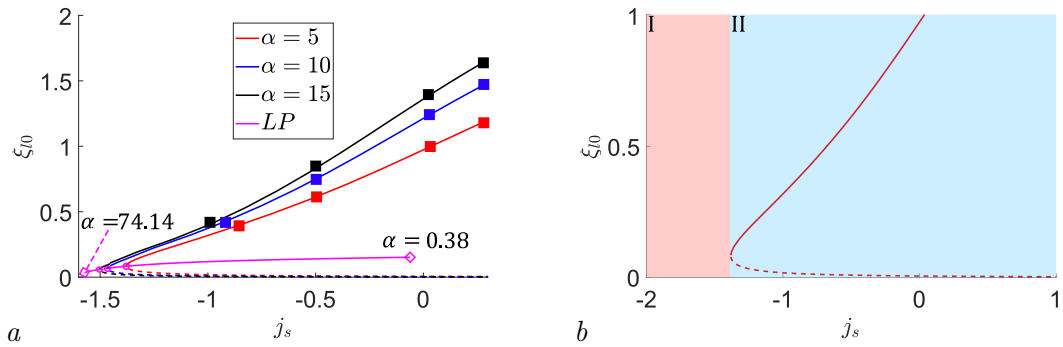 2
1.5
1
0.5
0
ξ_{l0}
α = 5
α = 10
α = 15
LP
α =74.14
α = 0.38
-1.5 -1 -0.5 0
j_s
a
1
0.5
0
ξ_{l0}
I II
-2 -1 0 1
j_s
b